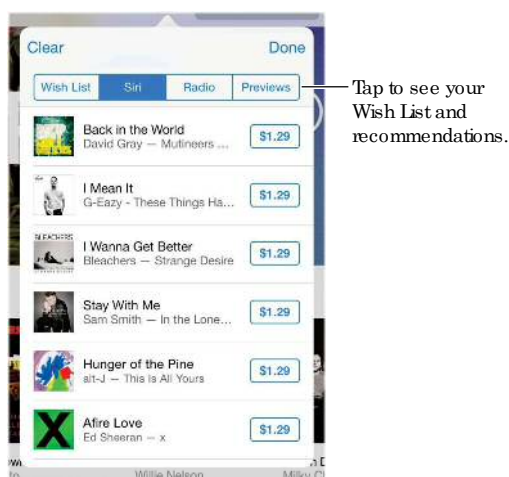 Clear Done
Wish List Siri Radio Previews
Tap to see your
Wish List and
recommendations.
Back in the World
David Gray — Mutineers ...
$1.29
I Mean It
G-Eazy - These Things Ha...
$1.29
BLEACHERS
I Wanna Get Better
Bleachers — Strange Desire
$1.29
Stay With Me
Sam Smith — In the Lone...
$1.29
Hunger of the Pine
alt-J — This Is All Yours
$1.29
Afire Love
Ed Sheeran — x
$1.29
Willie Nelson